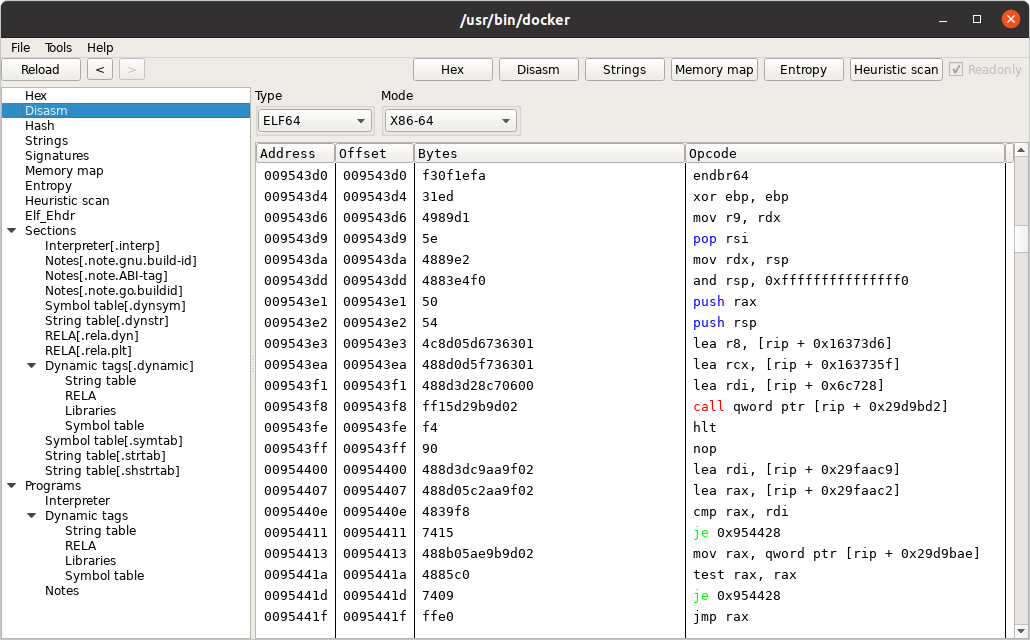 /usr/bin/docker
File Tools Help
Reload < > Hex Disasm Strings Memory map Entropy Heuristic scan Readonly
Hex
Disasm
Hash
Strings
Signatures
Memory map
Entropy
Heuristic scan
Elf_Ehdr
Sections
Interpreter[.interp]
Notes[.note.gnu.build-id]
Notes[.note.ABI-tag]
Notes[.note.go.buildid]
Symbol table[.dynsym]
String table[.dynstr]
RELA[.rela.dyn]
RELA[.rela.plt]
Dynamic tags[.dynamic]
String table
RELA
Libraries
Symbol table
Symbol table[.symtab]
String table[.strtab]
String table[.shstrtab]
Programs
Interpreter
Dynamic tags
String table
RELA
Libraries
Symbol table
Notes
Type Mode
ELF64 X86-64
Address Offset Bytes Opcode
009543d0 009543d0 f30f1efa endbr64
009543d4 009543d4 31ed xor ebp, ebp
009543d6 009543d6 4989d1 mov r9, rdx
009543d9 009543d9 5e pop rsi
009543da 009543da 4889e2 mov rdx, rsp
009543dd 009543dd 4883e4f0 and rsp, 0xfffffffffffffff0
009543e1 009543e1 50 push rax
009543e2 009543e2 54 push rsp
009543e3 009543e3 4c8d05d6736301 lea r8, [rip + 0x16373d6]
009543ea 009543ea 488d0d5f736301 lea rcx, [rip + 0x163735f]
009543f1 009543f1 488d3d28c70600 lea rdi, [rip + 0x6c728]
009543f8 009543f8 ff15d29b9d02 call qword ptr [rip + 0x29d9bd2]
009543fe 009543fe f4 hlt
009543ff 009543ff 90 nop
00954400 00954400 488d3dc9aa9f02 lea rdi, [rip + 0x29faac9]
00954407 00954407 488d05c2aa9f02 lea rax, [rip + 0x29faac2]
0095440e 0095440e 4839f8 cmp rax, rdi
00954411 00954411 7415 je 0x954428
00954413 00954413 488b05ae9b9d02 mov rax, qword ptr [rip + 0x29d9bae]
0095441a 0095441a 4885c0 test rax, rax
0095441d 0095441d 7409 je 0x954428
0095441f 0095441f ffe0 jmp rax